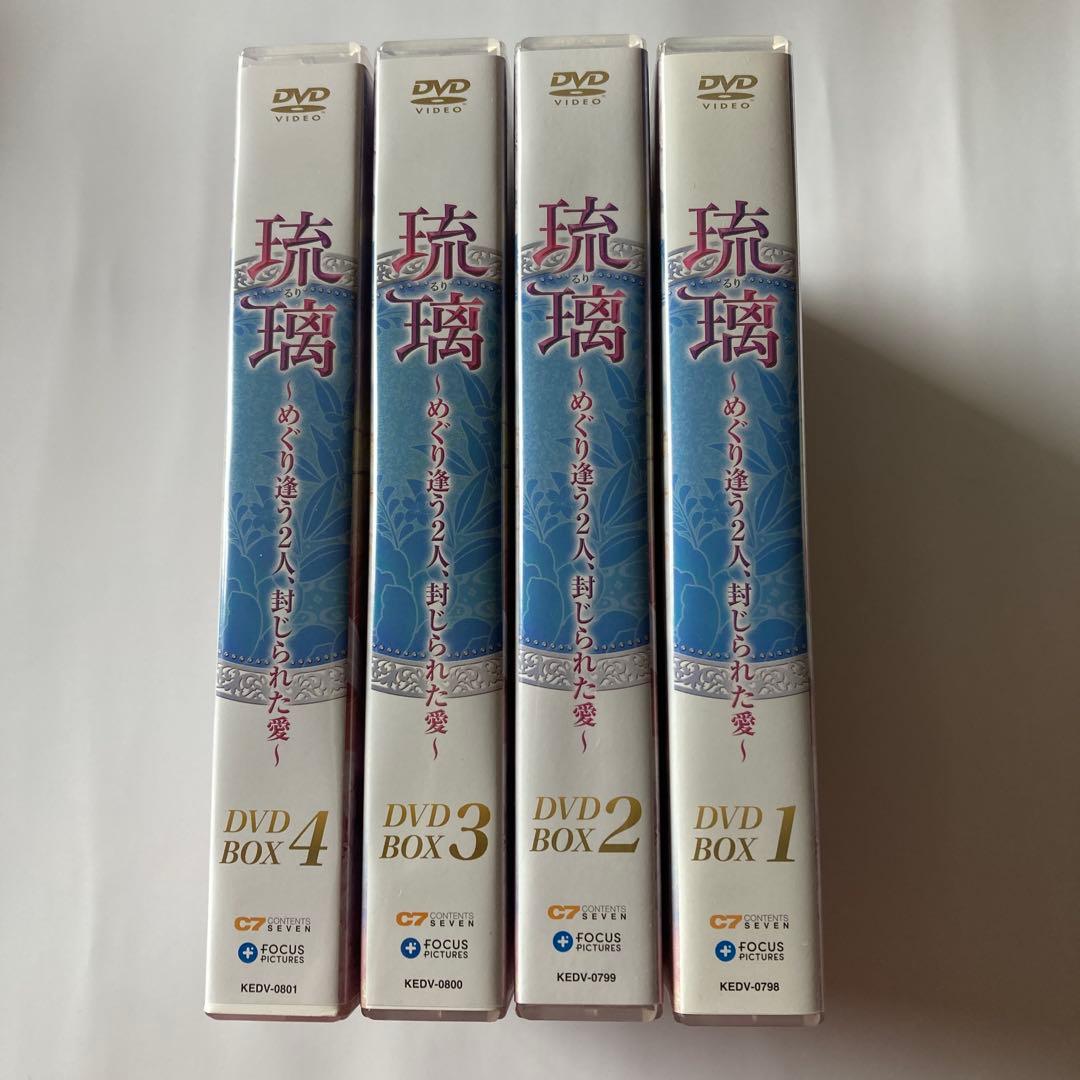 DVD
VIDEO
琉璃
るり
～めぐり逢う2人、封じられた愛～
DVD
BOX 4
C7 CONTENTS
SEVEN
FOCUS
PICTURES
KEDV-0801
DVD
VIDEO
琉璃
るり
～めぐり逢う2人、封じられた愛～
DVD
BOX 3
C7 CONTENTS
SEVEN
FOCUS
PICTURES
KEDV-0800
DVD
VIDEO
琉璃
るり
～めぐり逢う2人、封じられた愛～
DVD
BOX 2
C7 CONTENTS
SEVEN
FOCUS
PICTURES
KEDV-0799
DVD
VIDEO
琉璃
るり
～めぐり逢う2人、封じられた愛～
DVD
BOX 1
C7 CONTENTS
SEVEN
FOCUS
PICTURES
KEDV-0798